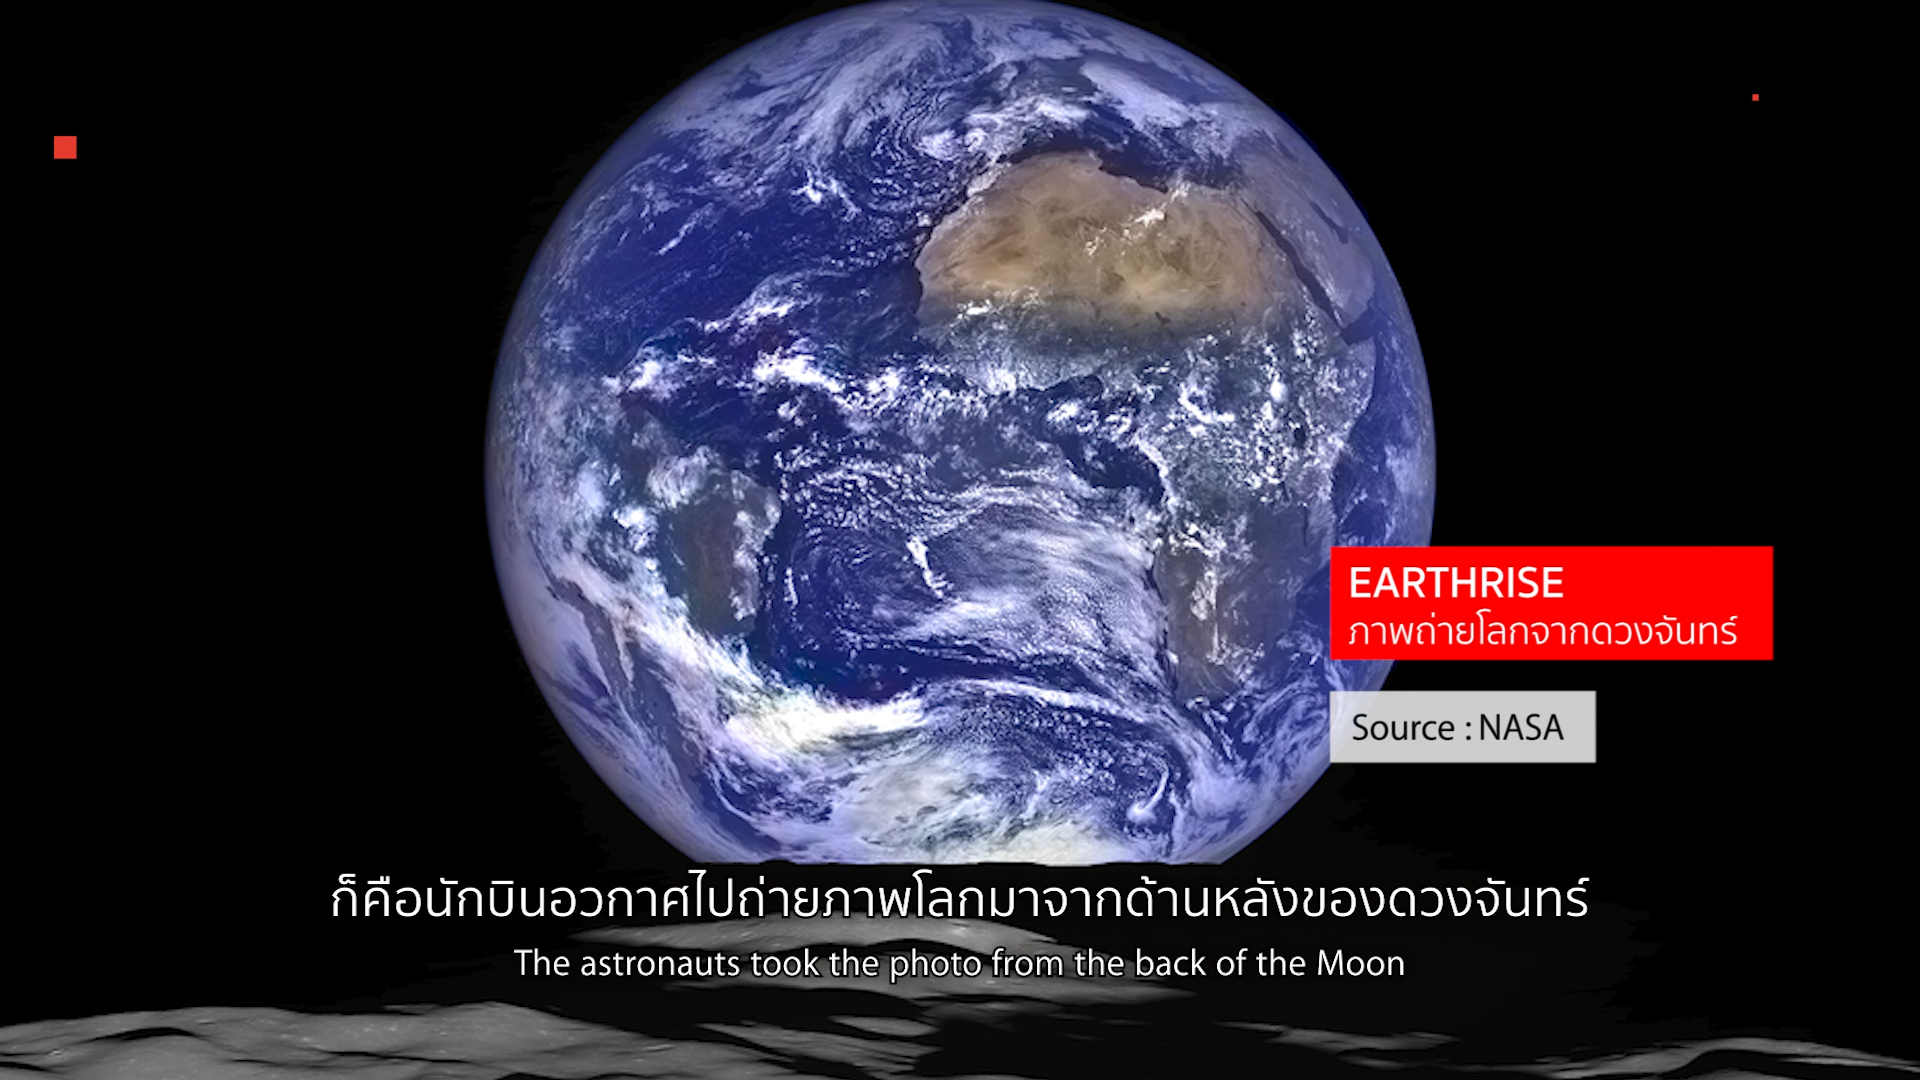 EARTHRISE
ภาพถ่ายโลกจากดวงจันทร์
Source : NASA
ก็คือนักบินอวกาศไปถ่ายภาพโลกมาจากด้านหลังของดวงจันทร์
The astronauts took the photo from the back of the Moon